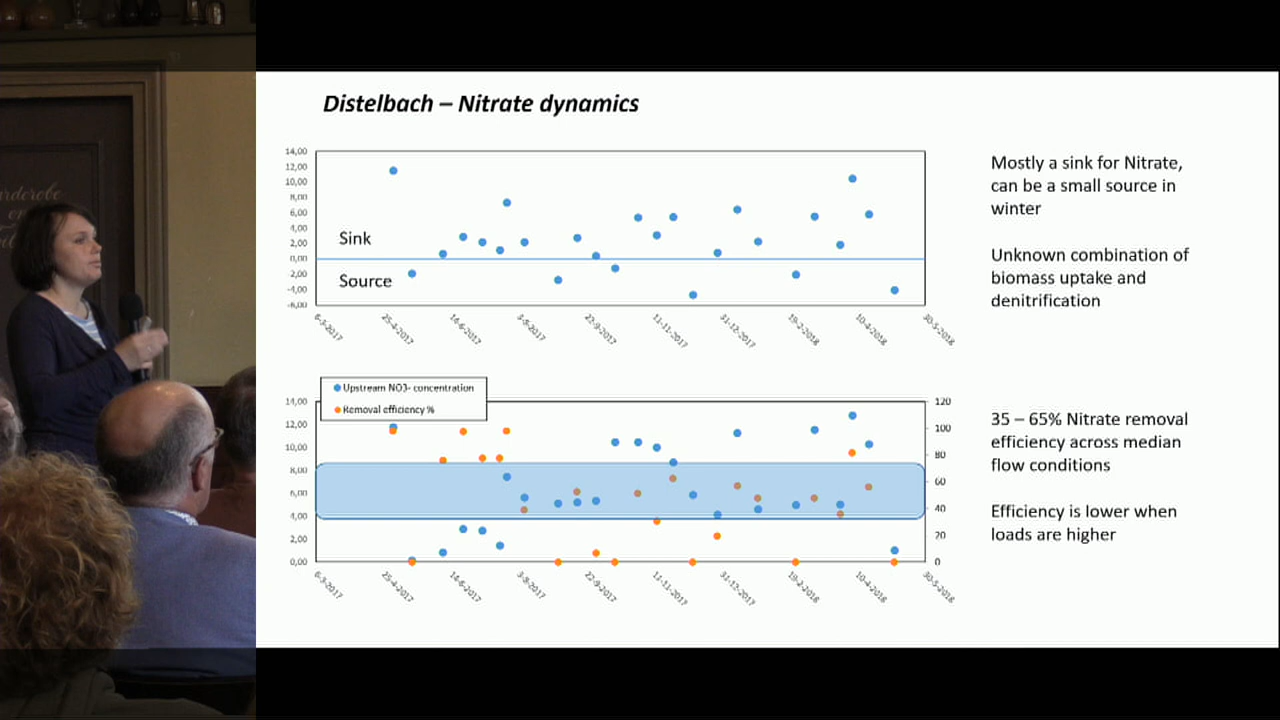 Distelbach – Nitrate dynamics
14,00
12,00
10,00
8,00
6,00
4,00
2,00
0,00
-2,00
-4,00
-6,00
Sink
Source
6-3-2017
25-4-2017
14-6-2017
3-8-2017
22-9-2017
11-11-2017
31-12-2017
19-2-2018
10-4-2018
30-5-2018
Mostly a sink for Nitrate,
can be a small source in
winter
Unknown combination of
biomass uptake and
denitrification
Upstream NO3- concentration
Removal efficiency %
14,00
12,00
10,00
8,00
6,00
4,00
2,00
0,00
120
100
80
60
40
20
0
6-3-2017
25-4-2017
14-6-2017
3-8-2017
22-9-2017
11-11-2017
31-12-2017
19-2-2018
10-4-2018
30-5-2018
35 – 65% Nitrate removal
efficiency across median
flow conditions
Efficiency is lower when
loads are higher